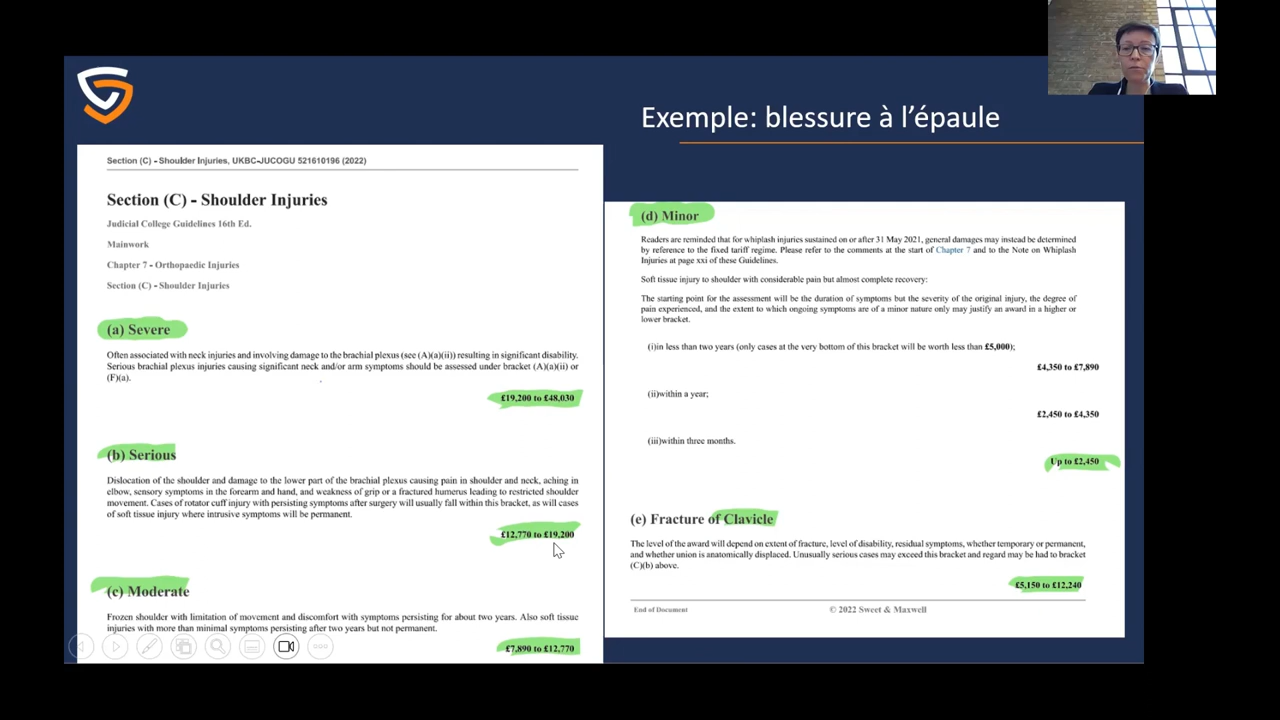 Exemple: blessure à l'épaule
Section (C) - Shoulder Injuries, UKBC-JUCOGU 521610196 (2022)
Section (C) - Shoulder Injuries
Judicial College Guidelines 16th Ed.
Mainwork
Chapter 7 - Orthopaedic Injuries
Section (C) - Shoulder Injuries
(a) Severe
Often associated with neck injuries and involving damage to the brachial plexus (see (A)(a)(ii)) resulting in significant disability.
Serious brachial plexus injuries causing significant neck and/or arm symptoms should be assessed under bracket (A)(a)(ii) or
(F)(a).
£19,200 to £48,030
(b) Serious
Dislocation of the shoulder and damage to the lower part of the brachial plexus causing pain in shoulder and neck, aching in
elbow, sensory symptoms in the forearm and hand, and weakness of grip or a fractured humerus leading to restricted shoulder
movement. Cases of rotator cuff injury with persisting symptoms after surgery will usually fall within this bracket, as will cases
of soft tissue injury where intrusive symptoms will be permanent.
£12,770 to £19,200
(c) Moderate
Frozen shoulder with limitation of movement and discomfort with symptoms persisting for about two years. Also soft tissue
injuries with more than minimal symptoms persisting after two years but not permanent.
£7,890 to £12,770
(d) Minor
Readers are reminded that for whiplash injuries sustained on or after 31 May 2021, general damages may instead be determined
by reference to the fixed tariff regime. Please refer to the comments at the start of Chapter 7 and to the Note on Whiplash
Injuries at page xxi of these Guidelines.
Soft tissue injury to shoulder with considerable pain but almost complete recovery:
The starting point for the assessment will be the duration of symptoms but the severity of the original injury, the degree of
pain experienced, and the extent to which ongoing symptoms are of a minor nature only may justify an award in a higher or
lower bracket.
(i)in less than two years (only cases at the very bottom of this bracket will be worth less than £5,000);
£4,350 to £7,890
(ii)within a year;
£2,450 to £4,350
(iii)within three months.
Up to £2,450
(e) Fracture of Clavicle
The level of the award will depend on extent of fracture, level of disability, residual symptoms, whether temporary or permanent,
and whether union is anatomically displaced. Unusually serious cases may exceed this bracket and regard may be had to bracket
(C)(b) above.
£5,150 to £12,240
End of Document
© 2022 Sweet & Maxwell